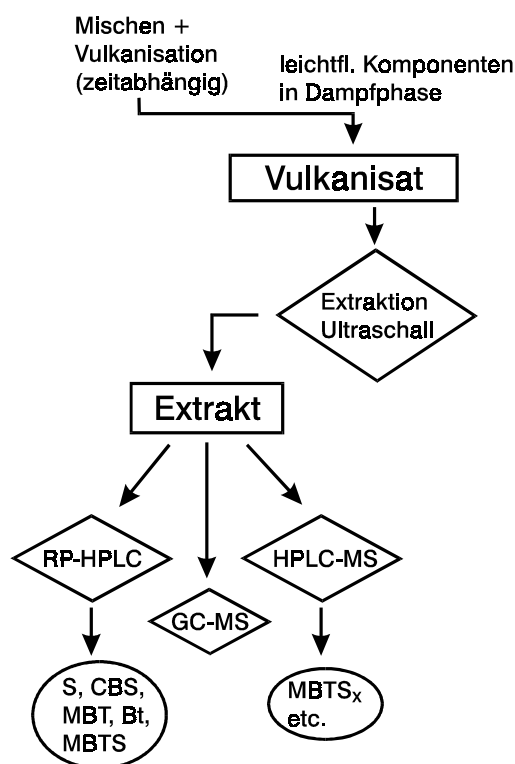 Mischen +
Vulkanisation
(zeitabhängig)
leichtfl. Komponenten
in Dampfphase
Vulkanisat
Extraktion
Ultraschall
Extrakt
RP-HPLC
GC-MS
HPLC-MS
S, CBS,
MBT, Bt,
MBTS
MBTSx
etc.